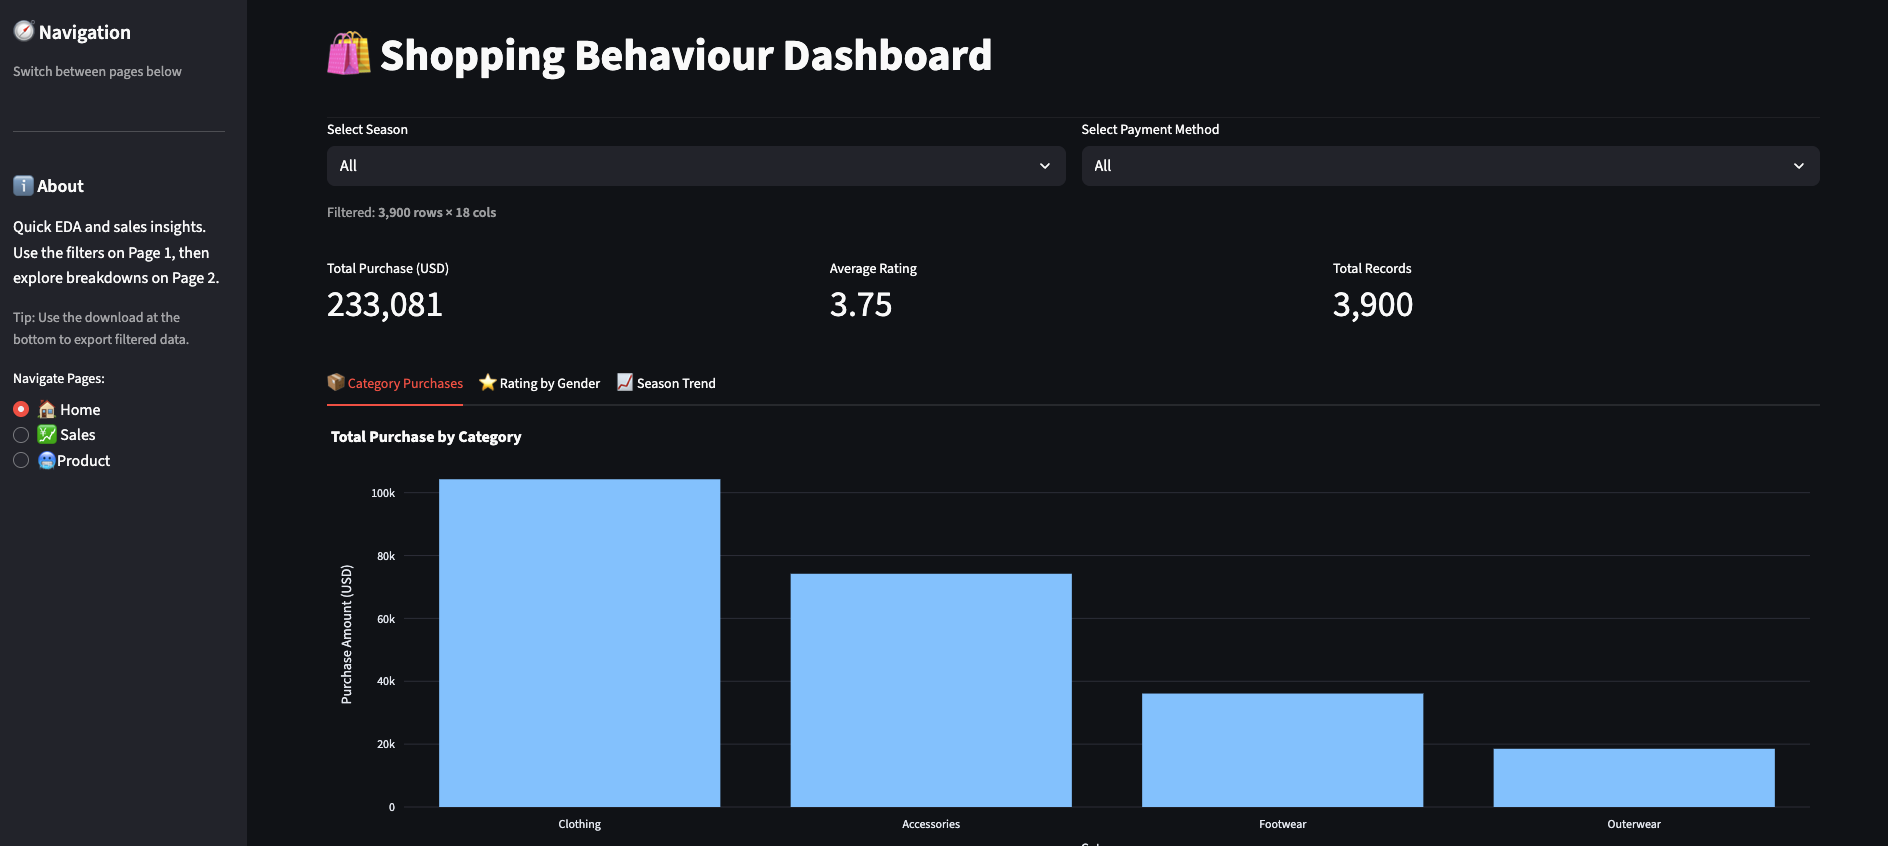 Navigation
Switch between pages below
About
Quick EDA and sales insights.
Use the filters on Page 1, then
explore breakdowns on Page 2.
Tip: Use the download at the
bottom to export filtered data.
Navigate Pages:
Home
Sales
Product
Shopping Behaviour Dashboard
Select Season
All
Select Payment Method
All
Filtered: 3,900 rows × 18 cols
Total Purchase (USD)
233,081
Average Rating
3.75
Total Records
3,900
Category Purchases
Rating by Gender
Season Trend
Total Purchase by Category
Purchase Amount (USD)
100k
80k
60k
40k
20k
0
Clothing
Accessories
Footwear
Outerwear